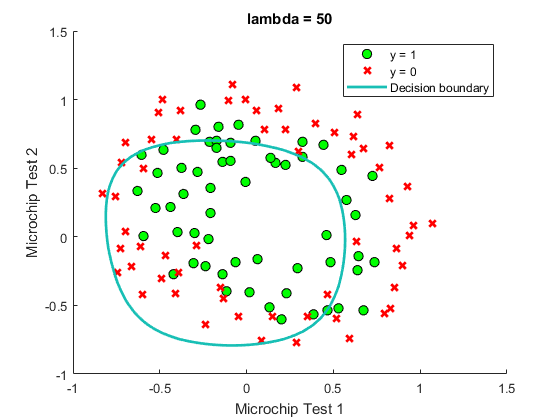 lambda = 50
y = 1
y = 0
Decision boundary
Microchip Test 2
1.5
1
0.5
0
-0.5
-1
-1
-0.5
0
0.5
1
1.5
Microchip Test 1